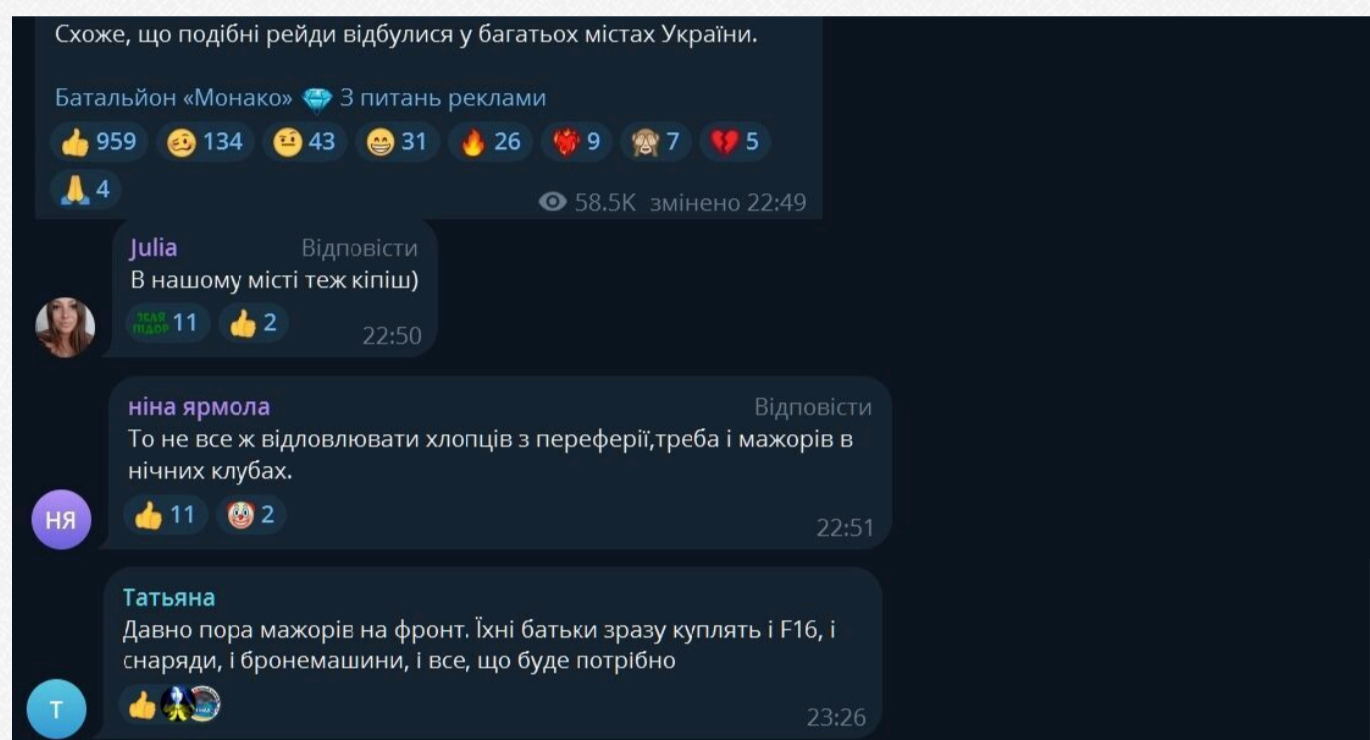 Схоже, що подібні рейди відбулися у багатьох містах України.
Батальйон «Монако» 💎 З питань реклами
👍 959 🥴 134 🤨 43 😁 31 🔥 26 ❤️‍🔥 9 🙈 7 💔 5
🙏 4
58.5K змінено 22:49
Julia Відповісти
В нашому місті теж кіпіш)
ЗЕЛЯ
ПІДОР 11 👍 2
22:50
ніна ярмола Відповісти
То не все ж відловлювати хлопців з переферії,треба і мажорів в
нічних клубах.
НЯ
👍 11 🤡 2
22:51
Татьяна
Давно пора мажорів на фронт. Їхні батьки зразу куплять і F16, і
снаряди, і бронемашини, і все, що буде потрібно
Т
👍
23:26